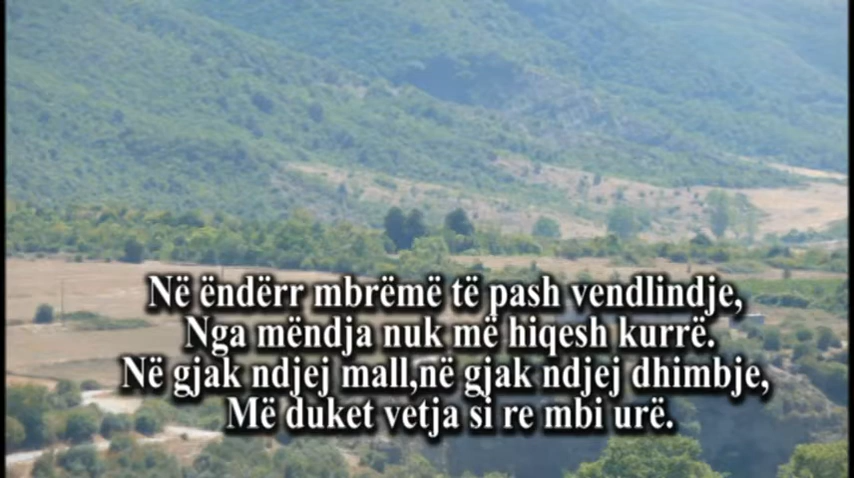 Në ëndërr mbrëmë të pash vendlindje,
Nga mëndja nuk më hiqesh kurrë.
Në gjak ndjej mall,në gjak ndjej dhimbje,
Më duket vetja si re mbi urë.